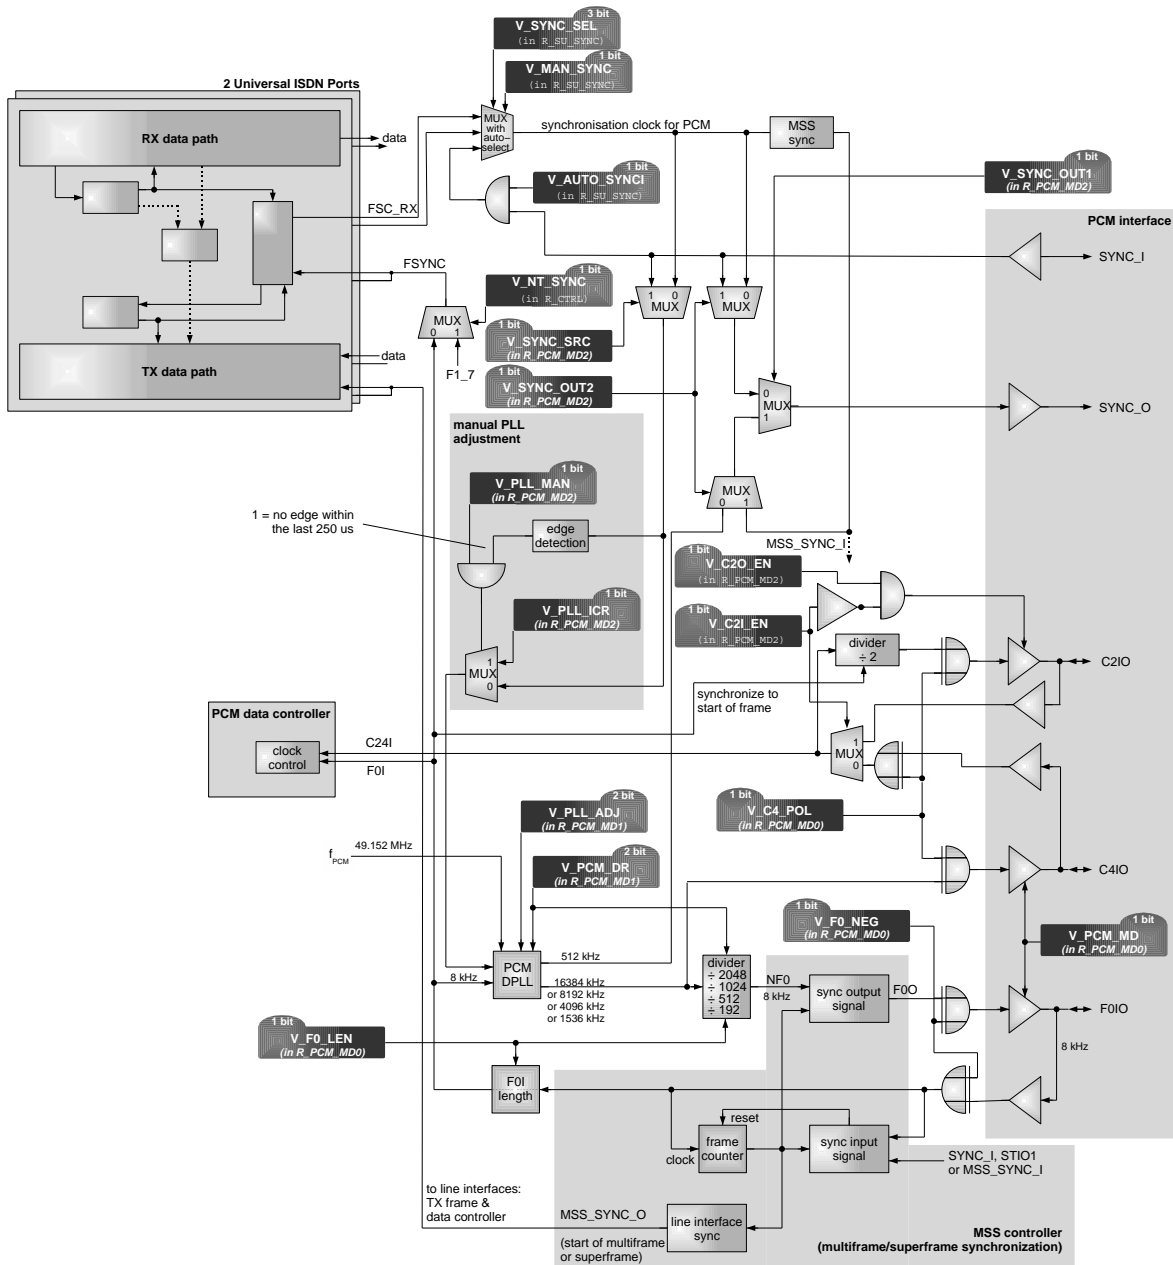 3 bit
V_SYNC_SEL
(in R_SU_SYNC)
1 bit
V_MAN_SYNC
(in R_SU_SYNC)
2 Universal ISDN Ports
RX data path
data
MUX
with
auto–
select
synchronisation clock for PCM
MSS
sync
1 bit
V_AUTO_SYNCI
(in R_SU_SYNC)
1 bit
V_SYNC_OUT1
(in R_PCM_MD2)
FSC_RX
PCM interface
SYNC_I
FSYNC
1 bit
V_NT_SYNC
(in R_CTRL)
MUX
0 1
F1_7
1 0
MUX
1 0
MUX
1 bit
V_SYNC_SRC
(in R_PCM_MD2)
data
TX data path
1 bit
V_SYNC_OUT2
(in R_PCM_MD2)
0
MUX
1
SYNC_O
manual PLL
adjustment
1 bit
V_PLL_MAN
(in R_PCM_MD2)
MUX
0 1
1 = no edge within
the last 250 us
edge
detection
MSS_SYNC_I
1 bit
V_C2O_EN
(in R_PCM_MD2)
1 bit
V_PLL_ICR
(in R_PCM_MD2)
1 bit
V_C2I_EN
(in R_PCM_MD2)
1
MUX
0
divider
÷ 2
C2IO
synchronize to
start of frame
PCM data controller
clock
control
C24I
F0I
1
MUX
0
1 bit
V_C4_POL
(in R_PCM_MD0)
2 bit
V_PLL_ADJ
(in R_PCM_MD1)
49.152 MHz
f PCM
2 bit
V_PCM_DR
(in R_PCM_MD1)
C4IO
1 bit
V_F0_NEG
(in R_PCM_MD0)
1 bit
V_PCM_MD
(in R_PCM_MD0)
PCM
DPLL
8 kHz
512 kHz
16384 kHz
or 8192 kHz
or 4096 kHz
or 1536 kHz
divider
÷ 2048
÷ 1024
÷ 512
÷ 192
NF0
8 kHz
sync output
signal
F0O
F0IO
8 kHz
1 bit
V_F0_LEN
(in R_PCM_MD0)
F0I
length
reset
clock
frame
counter
sync input
signal
SYNC_I, STIO1
or MSS_SYNC_I
to line interfaces:
TX frame &
data controller
MSS_SYNC_O
(start of multiframe
or superframe)
line interface
sync
MSS controller
(multiframe/superframe synchronization)